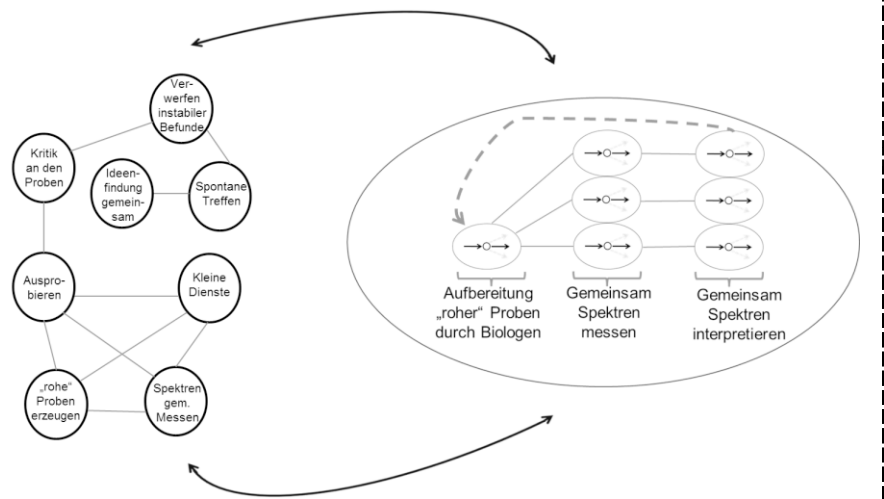 Ver-
werfen
instabiler
Befunde
Kritik
an den
Proben
Ideen-
findung
gemein-
sam
Spontane
Treffen
Auspro-
bieren
Kleine
Dienste
„rohe“
Proben
erzeugen
Spektren
gem.
Messen
Aufbereitung
„roher“ Proben
durch Biologen
Gemeinsam
Spektren
messen
Gemeinsam
Spektren
interpretieren